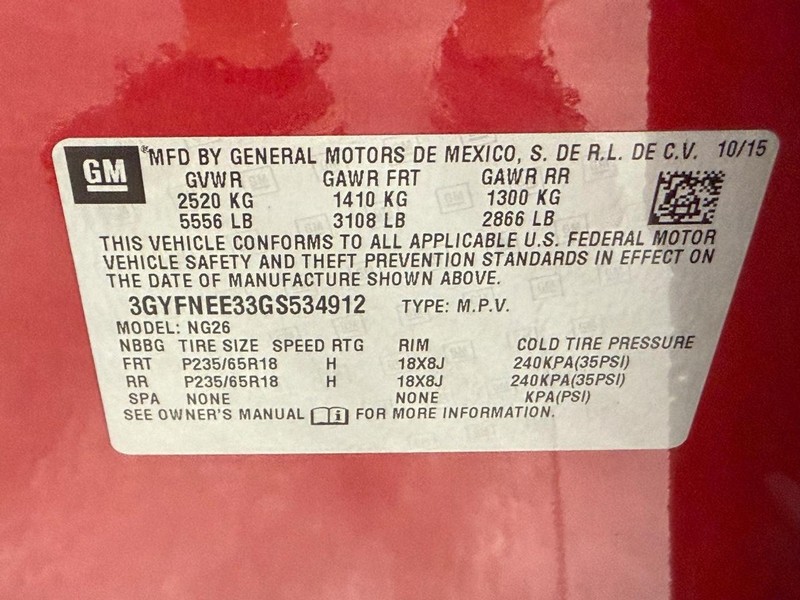 GM
®MFD BY GENERAL MOTORS DE MEXICO, S. DE R.L. DE C.V. 10/15
GVWR GAWR FRT GAWR RR
2520 KG 1410 KG 1300 KG
5556 LB 3108 LB 2866 LB
THIS VEHICLE CONFORMS TO ALL APPLICABLE U.S. FEDERAL MOTOR
VEHICLE SAFETY AND THEFT PREVENTION STANDARDS IN EFFECT ON
THE DATE OF MANUFACTURE SHOWN ABOVE.
3GYFNEE33GS534912 TYPE: M.P.V.
MODEL: NG26
NBBG TIRE SIZE SPEED RTG RIM COLD TIRE PRESSURE
FRT P235/65R18 H 18X8J 240KPA(35PSI)
RR P235/65R18 H 18X8J 240KPA(35PSI)
SPA NONE NONE KPA(PSI)
SEE OWNER'S MANUAL i FOR MORE INFORMATION.